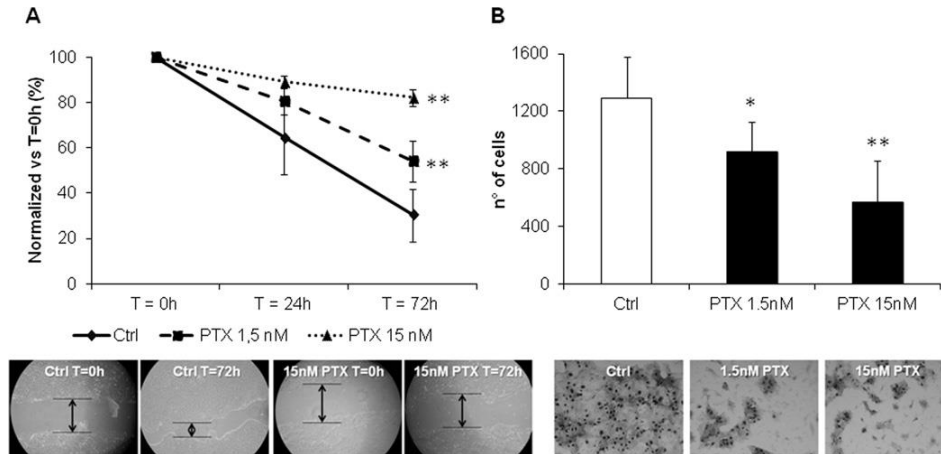 A
Normalized vs T=0h (%)
100
80
60
40
20
0
**
**
T = 0h
T = 24h
T = 72h
Ctrl
PTX 1,5 nM
PTX 15 nM
Ctrl T=0h
Ctrl T=72h
15nM PTX T=0h
15nM PTX T=72h
B
n° of cells
1600
1200
800
400
0
*
**
Ctrl
PTX 1.5nM
PTX 15nM
Ctrl
1.5nM PTX
15nM PTX